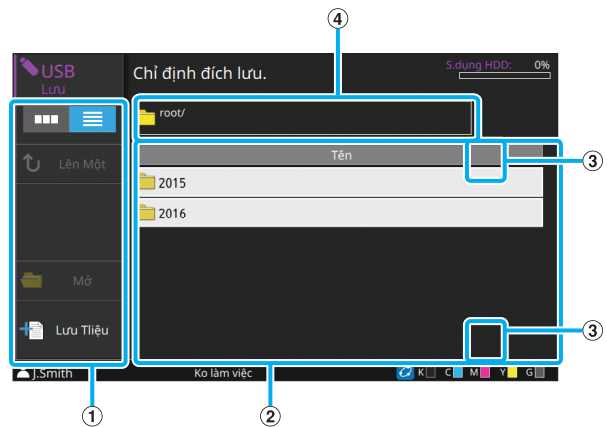 ④
USB
Lưu
Chỉ định đích lưu.
S.dụng HDD: 0%
root/
Tên
③
Lên Một
2015
2016
Mở
Lưu Tliệu
③
J.Smith
Ko làm việc
K C M Y G
① ②